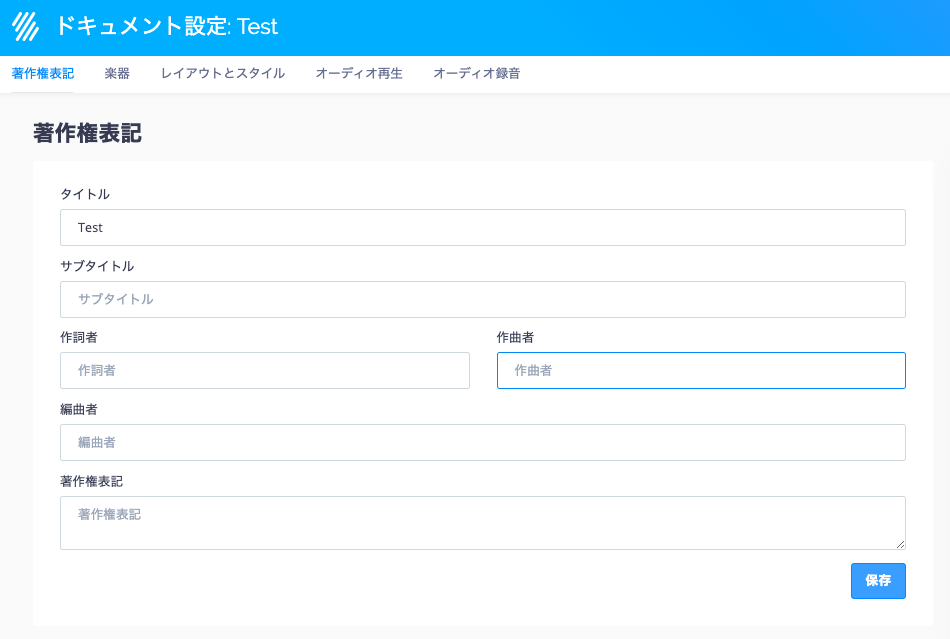 ドキュメント設定: Test
著作権表記 楽器 レイアウトとスタイル オーディオ再生 オーディオ録音
著作権表記
タイトル
Test
サブタイトル
サブタイトル
作詞者 作曲者
作詞者 作曲者
編曲者
編曲者
著作権表記
著作権表記
保存